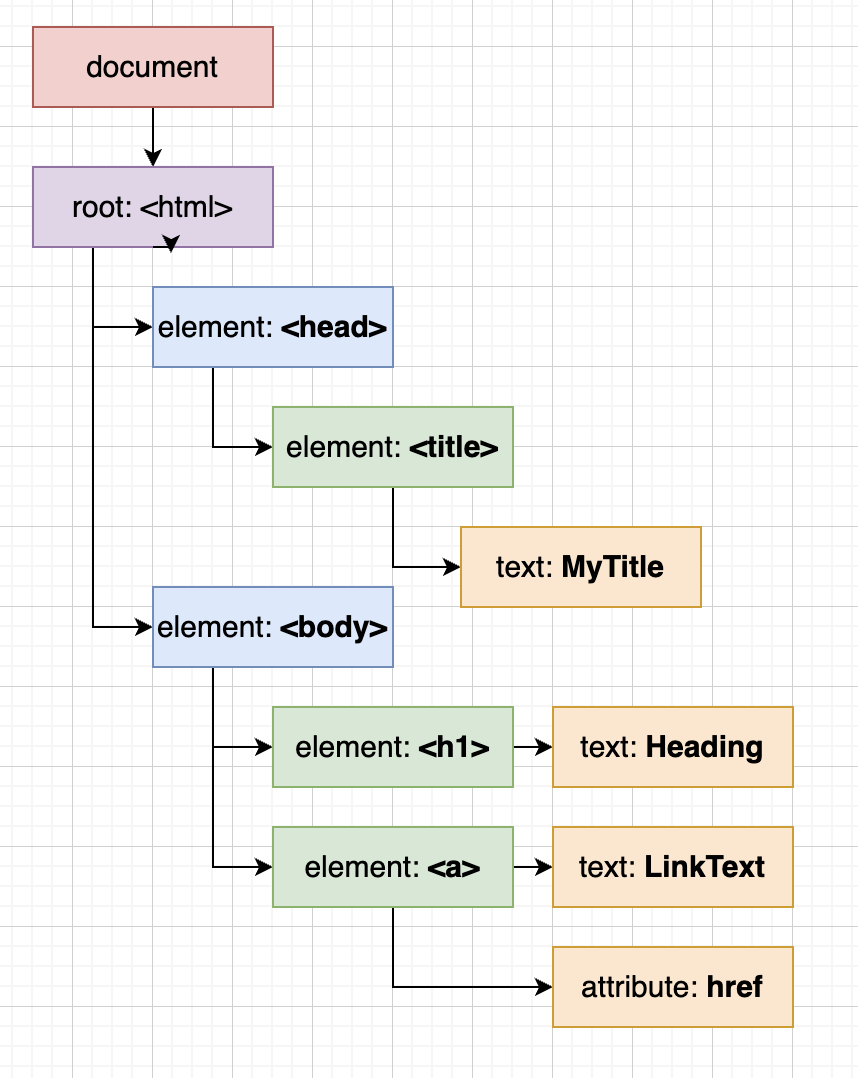 document
root: <html>
element: <head>
element: <title>
text: MyTitle
element: <body>
element: <h1>
text: Heading
element: <a>
text: LinkText
attribute: href